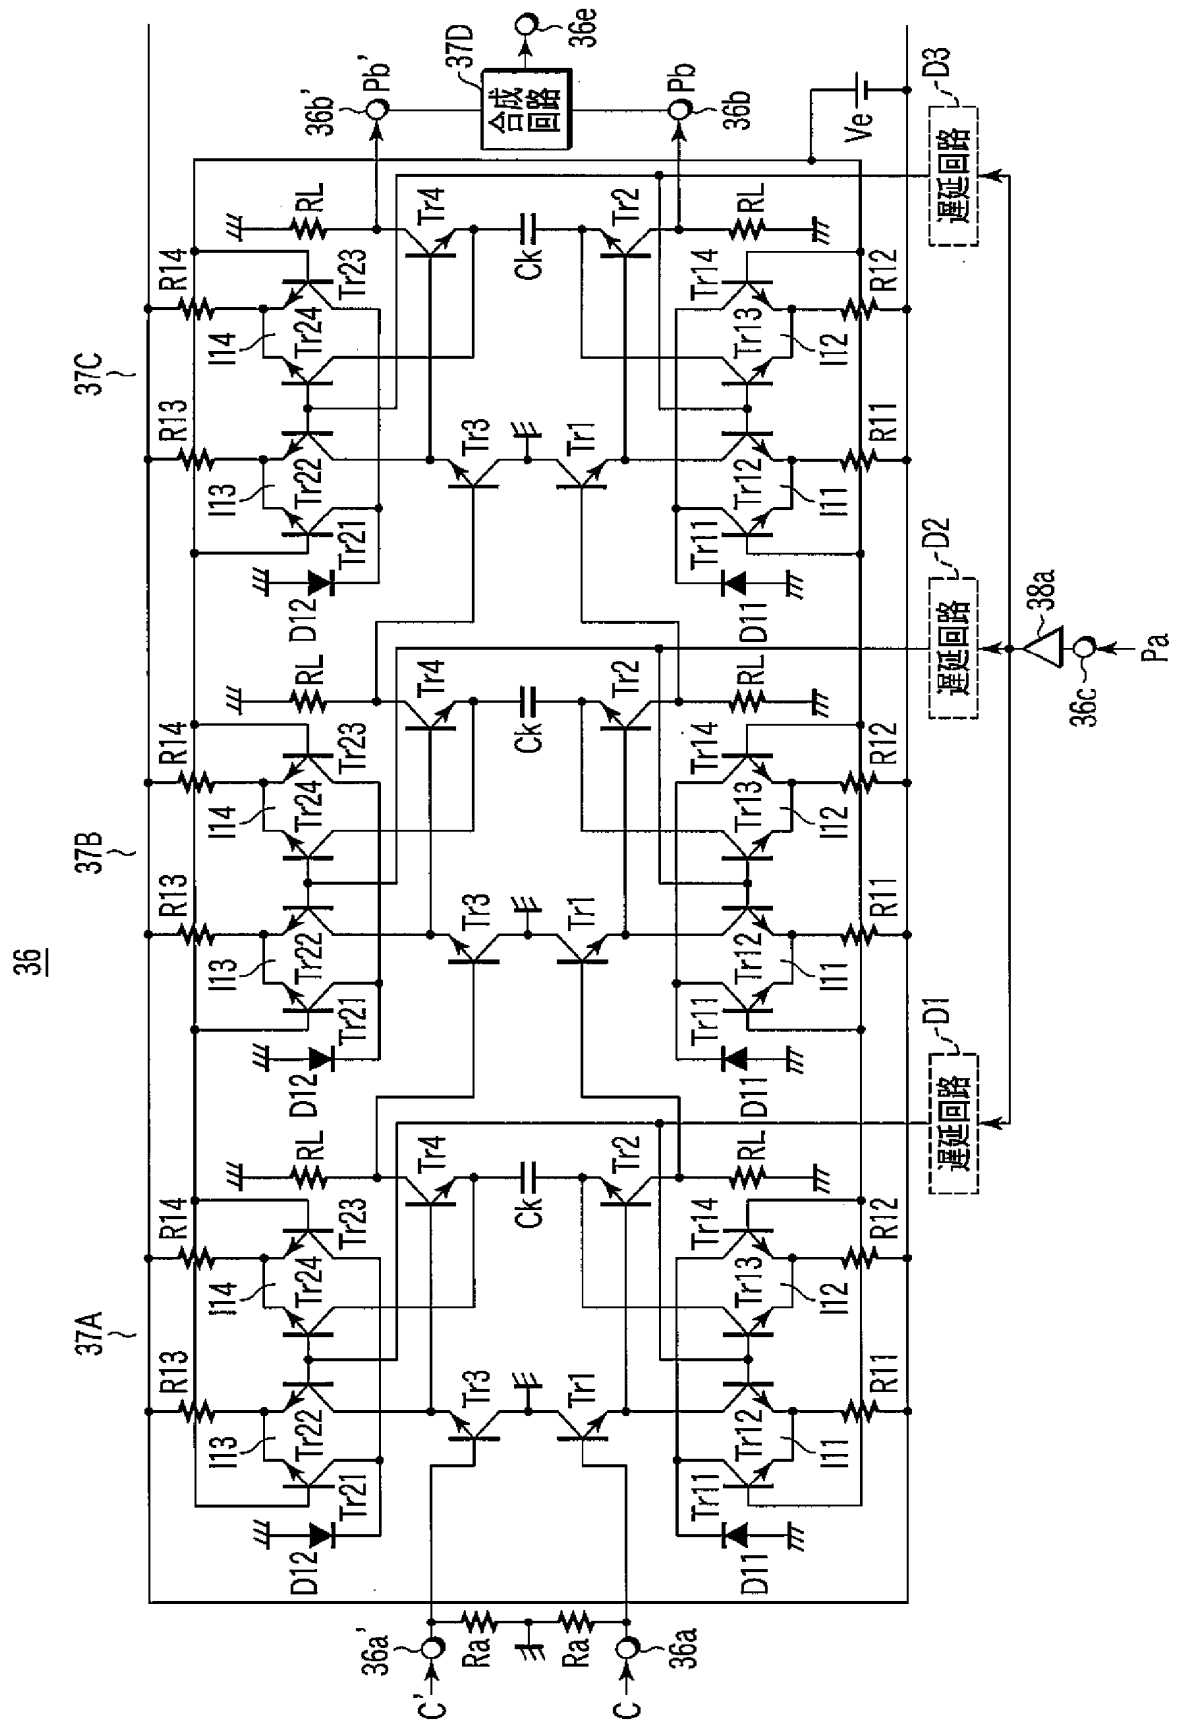 36
37A
37B
37C
R13
R14
R13
R14
R13
R14
I13
I14
I13
I14
I13
I14
D12
Tr21
Tr22
Tr24
Tr23
RL
D12
Tr21
Tr22
Tr24
Tr23
RL
D12
Tr21
Tr22
Tr24
Tr23
RL
36b'
Pb'
C'
36a'
Tr3
Tr4
Tr3
Tr4
Tr3
Tr4
37D
合成回路
36e
Ra
Ra
Ck
Ck
Ck
C
36a
Tr1
Tr2
Tr1
Tr2
Tr1
Tr2
36b
Pb
D11
Tr11
Tr12
Tr13
Tr14
RL
D11
Tr11
Tr12
Tr13
Tr14
RL
D11
Tr11
Tr12
Tr13
Tr14
RL
I11
I12
I11
I12
I11
I12
R11
R12
R11
R12
R11
R12
Ve
D1
遅延回路
D2
遅延回路
D3
遅延回路
38a
36c
Pa